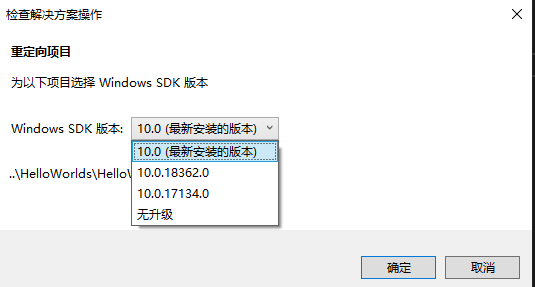 检查解决方案操作
重定向项目
为以下项目选择 Windows SDK 版本
Windows SDK 版本: 10.0 (最新安装的版本)
10.0 (最新安装的版本)
..\HelloWorlds\Hello
10.0.18362.0
10.0.17134.0
无升级
确定 取消